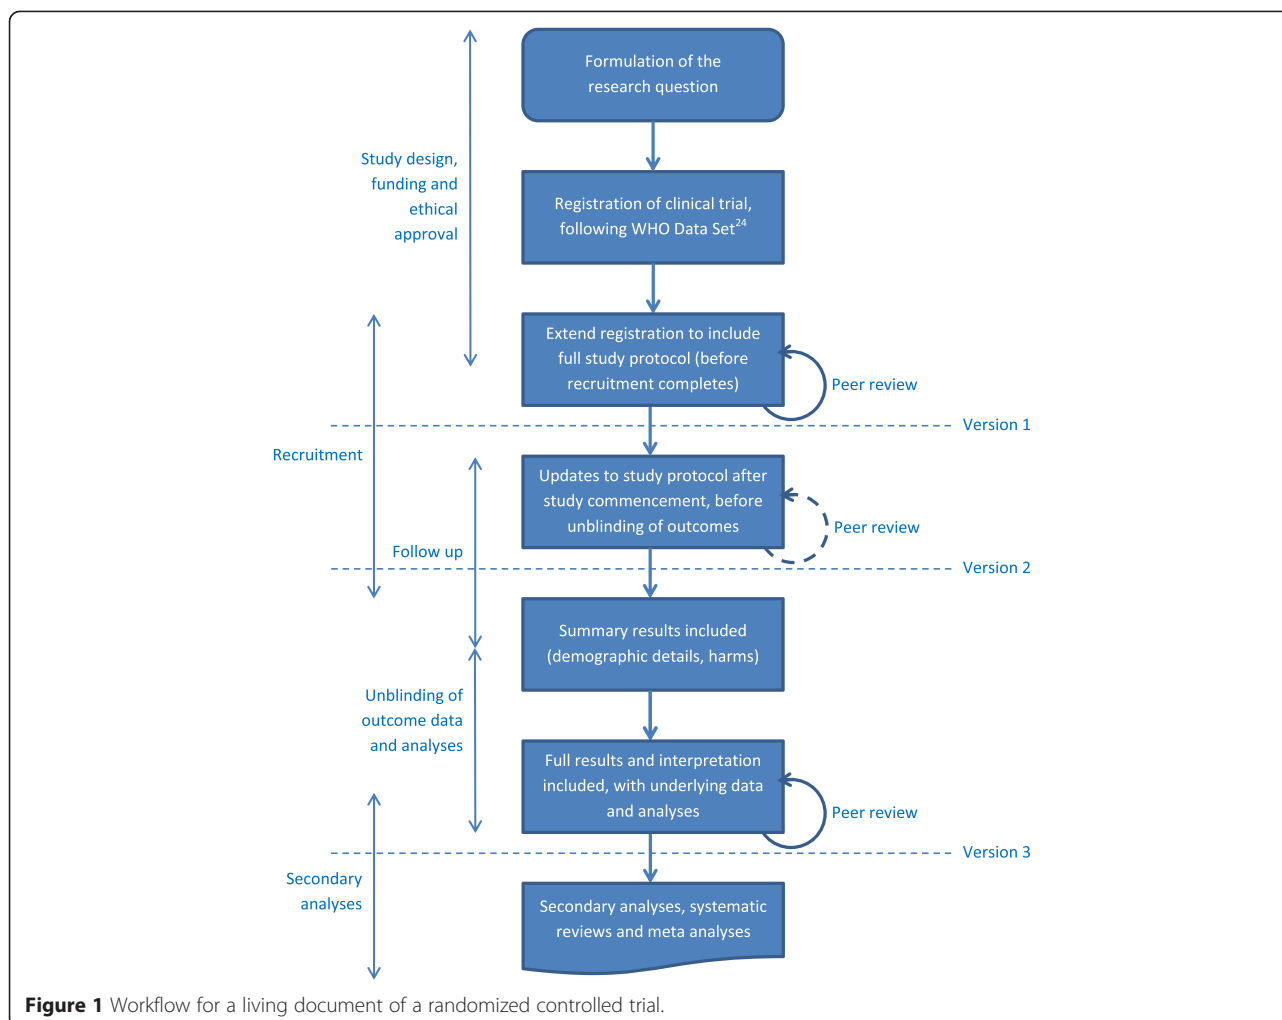 Formulation of the
research question
Study design,
funding and
ethical
approval
Registration of clinical trial,
following WHO Data Set24
Extend registration to include
full study protocol (before
recruitment completes)
Peer review
Version 1
Recruitment
Updates to study protocol after
study commencement, before
unblinding of outcomes
Peer review
Follow up
Version 2
Summary results included
(demographic details, harms)
Unblinding of
outcome data
and analyses
Full results and interpretation
included, with underlying data
and analyses
Peer review
Version 3
Secondary
analyses
Secondary analyses, systematic
reviews and meta analyses
Figure 1 Workflow for a living document of a randomized controlled trial.